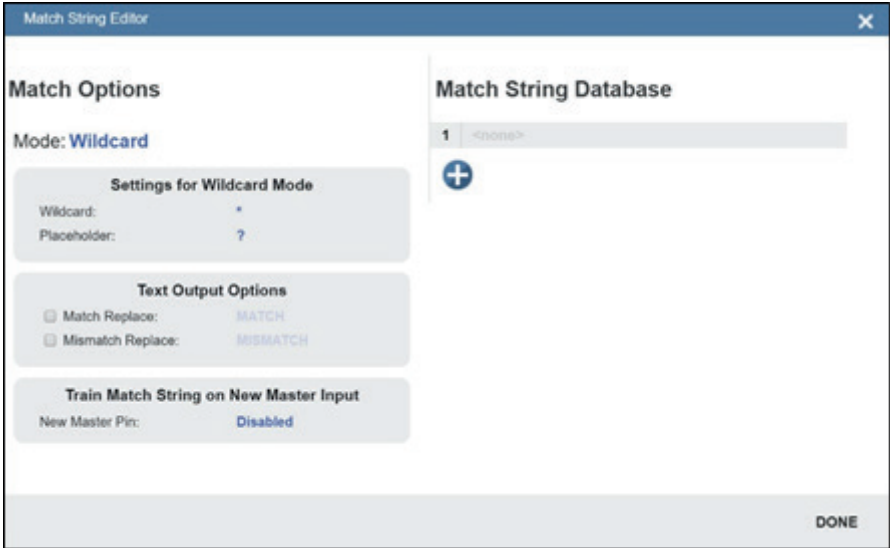 Match String Editor
Match Options
Mode: Wildcard
Settings for Wildcard Mode
Wildcard: *
Placeholder: ?
Text Output Options
Match Replace: MATCH
Mismatch Replace: MISMATCH
Train Match String on New Master Input
New Master Pin: Disabled
Match String Database
1 <none>
DONE